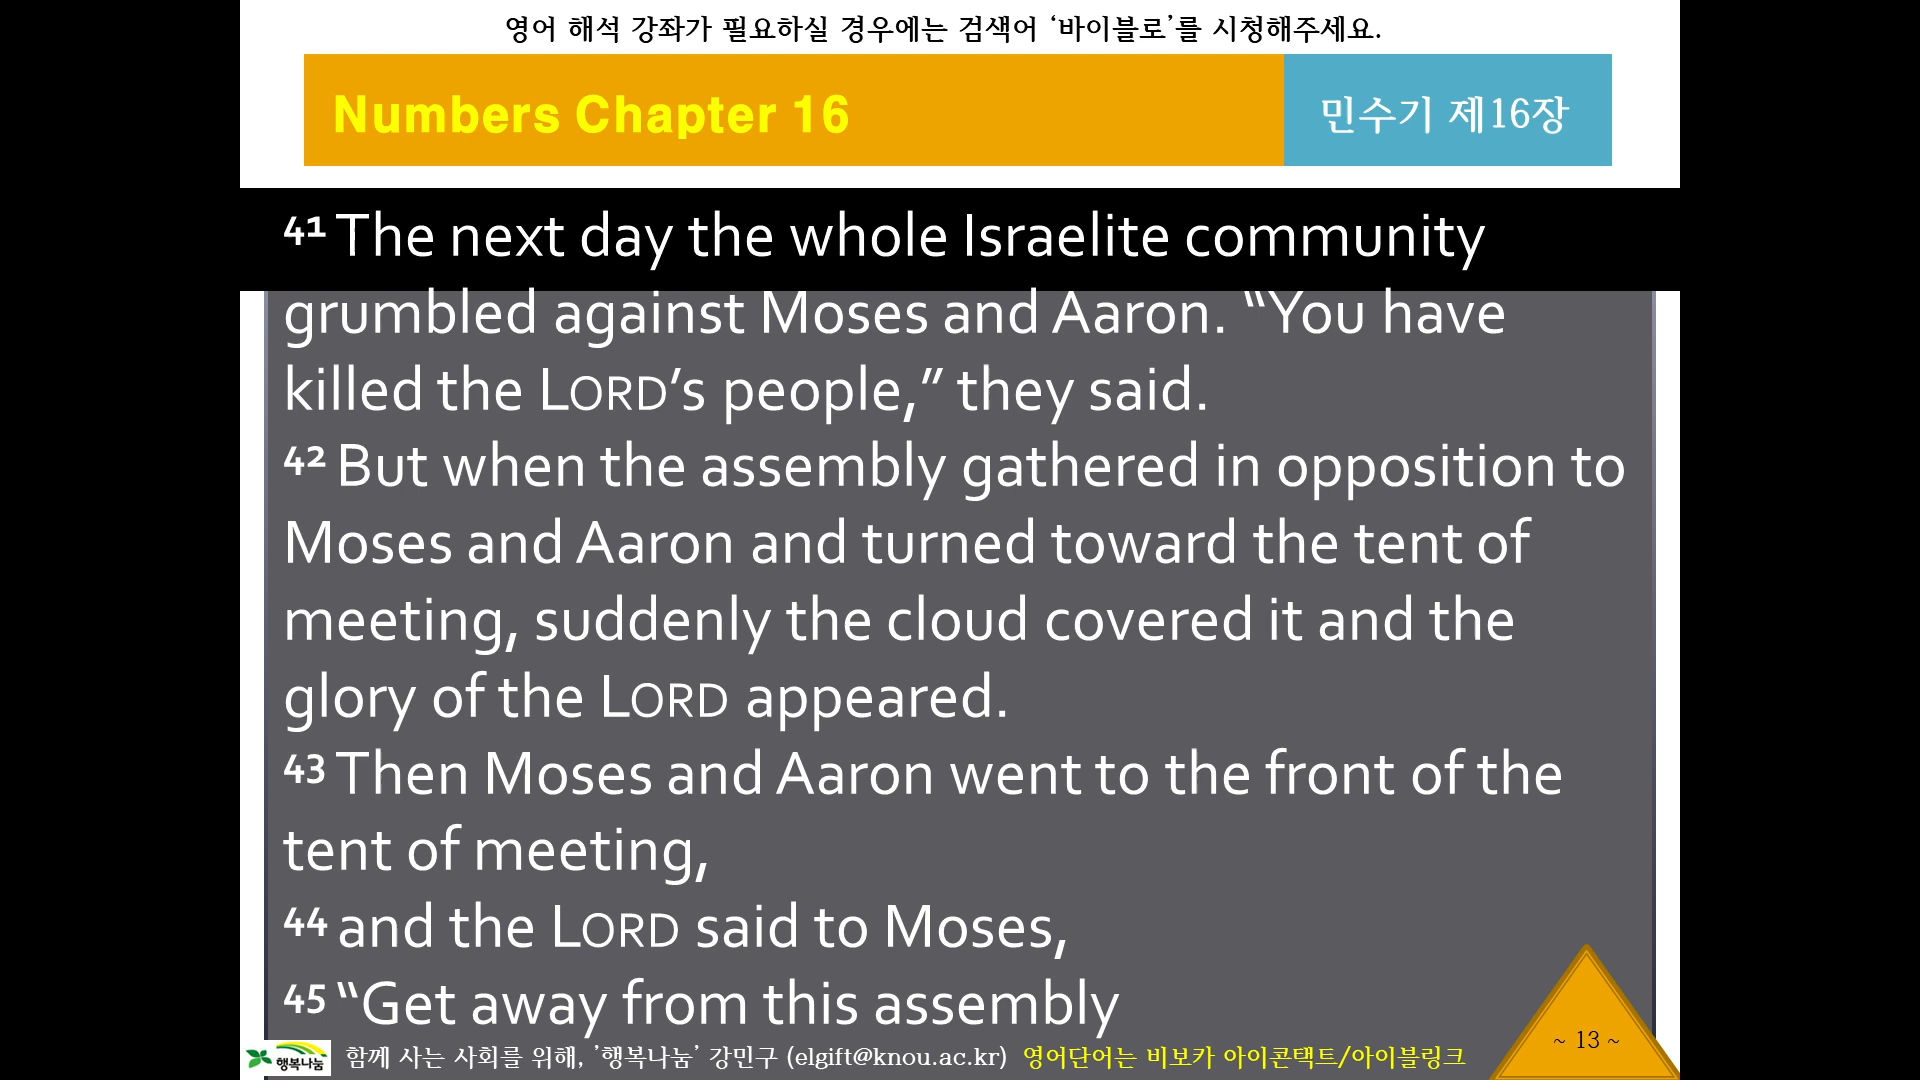 영어 해석 강좌가 필요하실 경우에는 검색어 ‘바이블로’를 시청해주세요.
Numbers Chapter 16
민수기 제16장
41 The next day the whole Israelite community
grumbled against Moses and Aaron. “You have
killed the LORD’s people,” they said.
42 But when the assembly gathered in opposition to
Moses and Aaron and turned toward the tent of
meeting, suddenly the cloud covered it and the
glory of the LORD appeared.
43 Then Moses and Aaron went to the front of the
tent of meeting,
44 and the LORD said to Moses,
45 “Get away from this assembly
~ 13 ~
행복나눔
함께 사는 사회를 위해, ’행복나눔’ 강민구 (elgift@knou.ac.kr) 영어단어는 비보카 아이콘택트/아이블링크